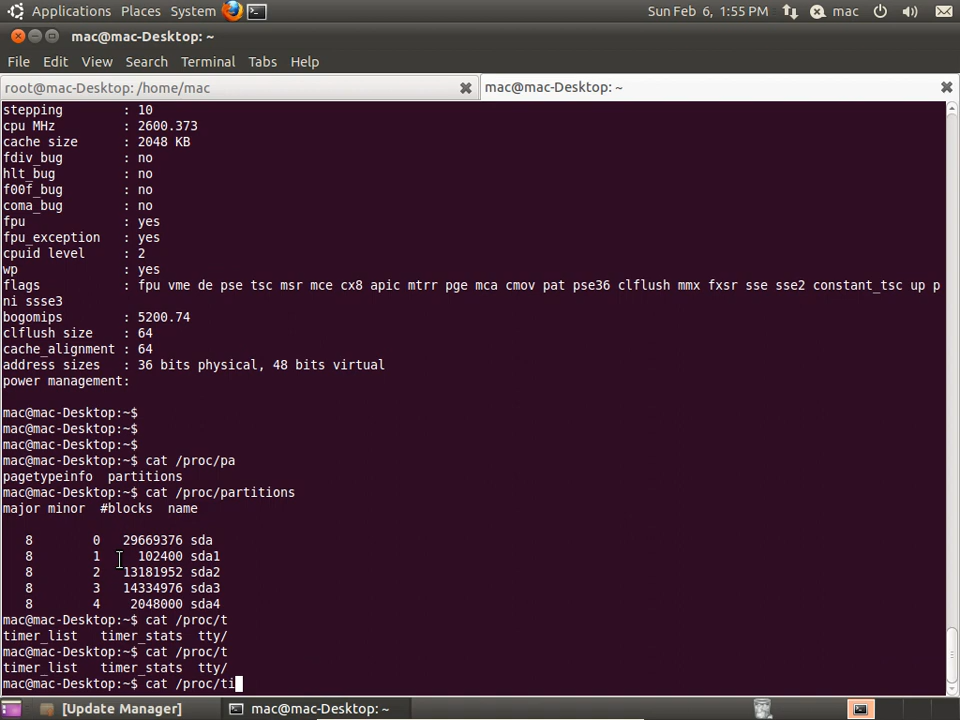 Applications Places System Sun Feb 6, 1:55 PM mac
mac@mac-Desktop: ~
File Edit View Search Terminal Tabs Help
root@mac-Desktop: /home/mac mac@mac-Desktop: ~
stepping : 10
cpu MHz : 2600.373
cache size : 2048 KB
fdiv_bug : no
hlt_bug : no
f00f_bug : no
coma_bug : no
fpu : yes
fpu_exception : yes
cpuid level : 2
wp : yes
flags : fpu vme de pse tsc msr mce cx8 apic mtrr pge mca cmov pat pse36 clflush mmx fxsr sse sse2 constant_tsc up p
ni ssse3
bogomips : 5200.74
clflush size : 64
cache_alignment : 64
address sizes : 36 bits physical, 48 bits virtual
power management:
mac@mac-Desktop:~$
mac@mac-Desktop:~$
mac@mac-Desktop:~$
mac@mac-Desktop:~$ cat /proc/pa
pagetypeinfo partitions
mac@mac-Desktop:~$ cat /proc/partitions
major minor #blocks name
8 0 29669376 sda
8 1 102400 sda1
8 2 13181952 sda2
8 3 14334976 sda3
8 4 2048000 sda4
mac@mac-Desktop:~$ cat /proc/t
timer_list timer_stats tty/
mac@mac-Desktop:~$ cat /proc/t
timer_list timer_stats tty/
mac@mac-Desktop:~$ cat /proc/ti
[Update Manager] mac@mac-Desktop: ~